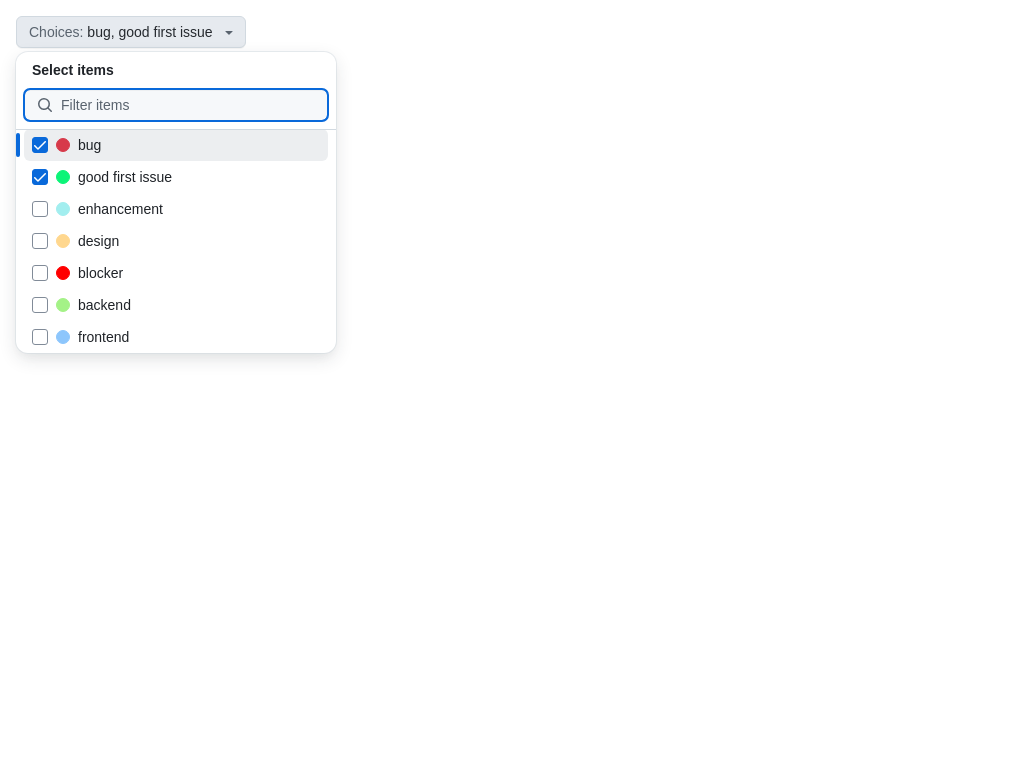 Choices: bug, good first issue
Select items
Filter items
bug
good first issue
enhancement
design
blocker
backend
frontend